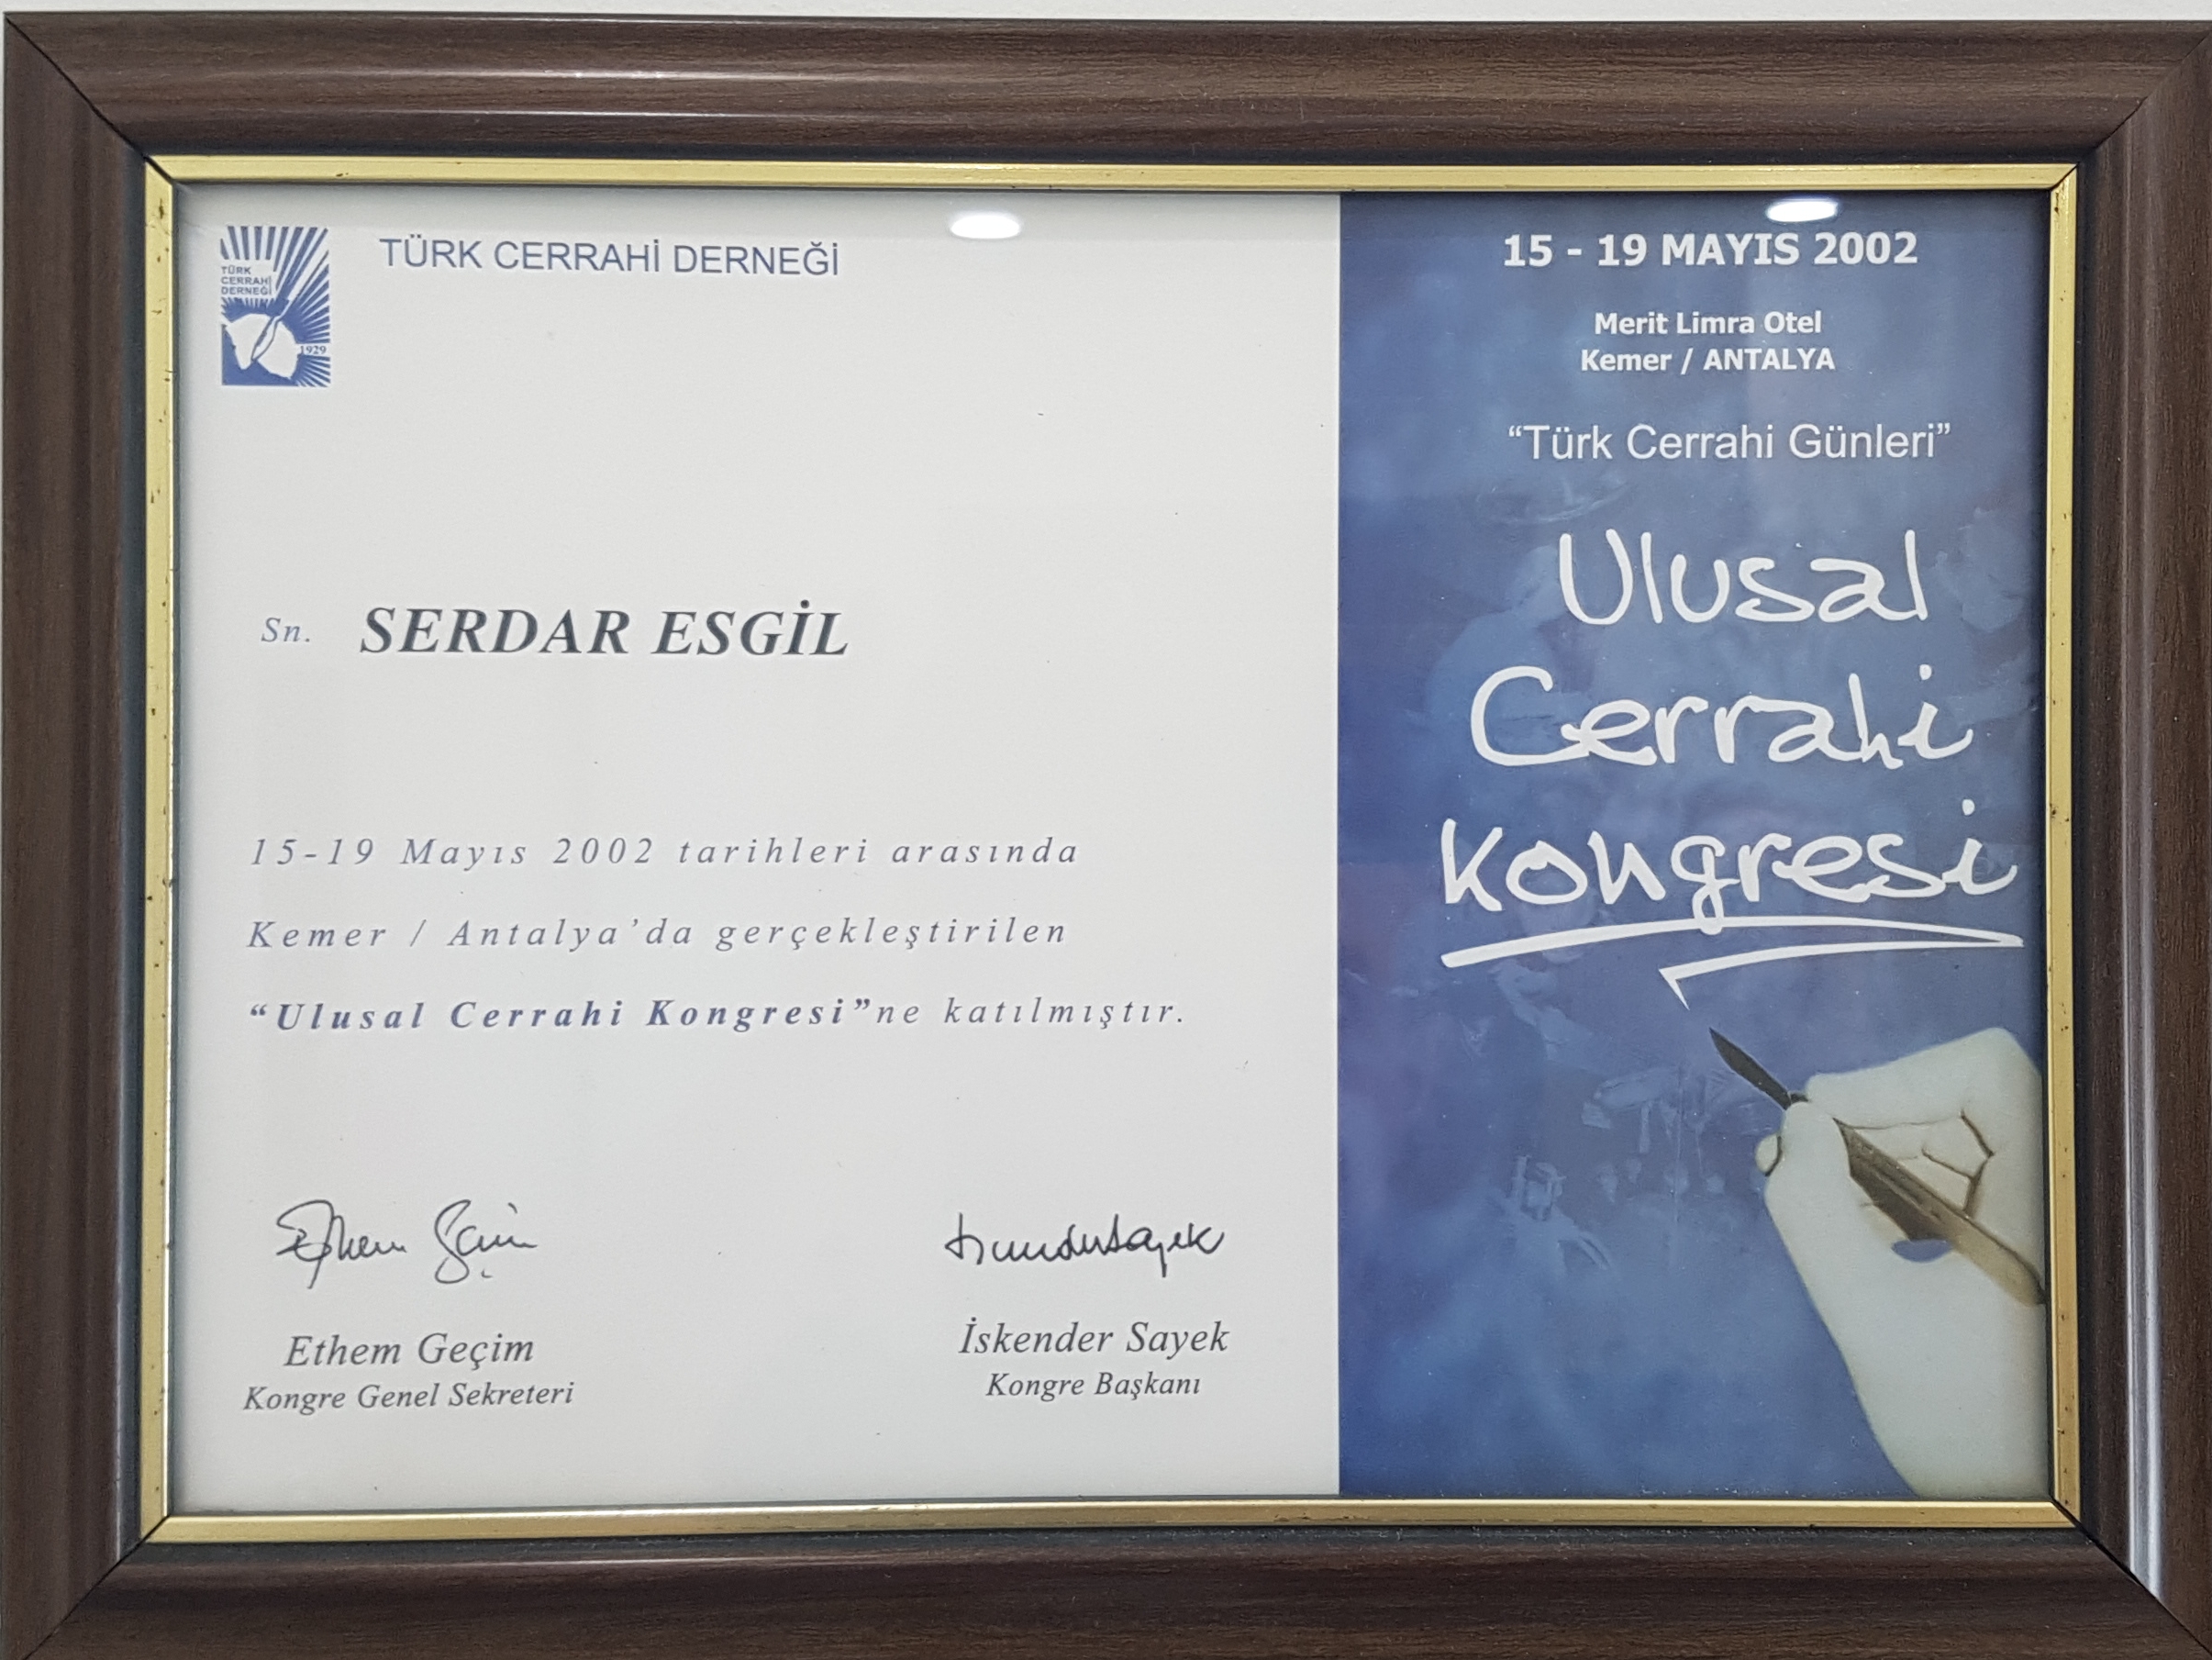 TÜRK
CERRAHİ
DERNEĞİ
1929
TÜRK CERRAHİ DERNEĞİ
Sn. SERDAR ESGİL
15-19 Mayıs 2002 tarihleri arasında
Kemer / Antalya'da gerçekleştirilen
“Ulusal Cerrahi Kongresi”ne katılmıştır.
Ethem Geçim
Kongre Genel Sekreteri
İskender Sayek
Kongre Başkanı
15 - 19 MAYIS 2002
Merit Limra Otel
Kemer / ANTALYA
“Türk Cerrahi Günleri”
Ulusal
Cerrahi
Kongresi